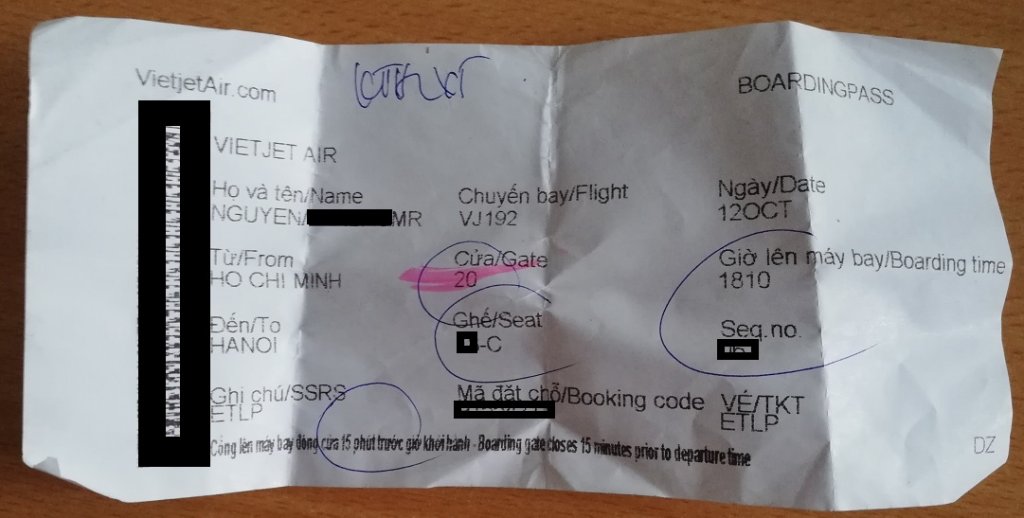 VietjetAir.com
BOARDINGPASS
VIETJET AIR
Họ và tên/Name
NGUYEN/ MR
Chuyến bay/Flight
VJ192
Ngày/Date
12OCT
Từ/From
HO CHI MINH
Cửa/Gate
20
Giờ lên máy bay/Boarding time
1810
Đến/To
HANOI
Ghế/Seat
-C
Seq.no.
Ghi chú/SSRS
ETLP
Mã đặt chỗ/Booking code
VÉ/TKT
ETLP
Cổng lên máy bay đóng cửa 15 phút trước giờ khởi hành - Boarding gate closes 15 minutes prior to departure time
DZ